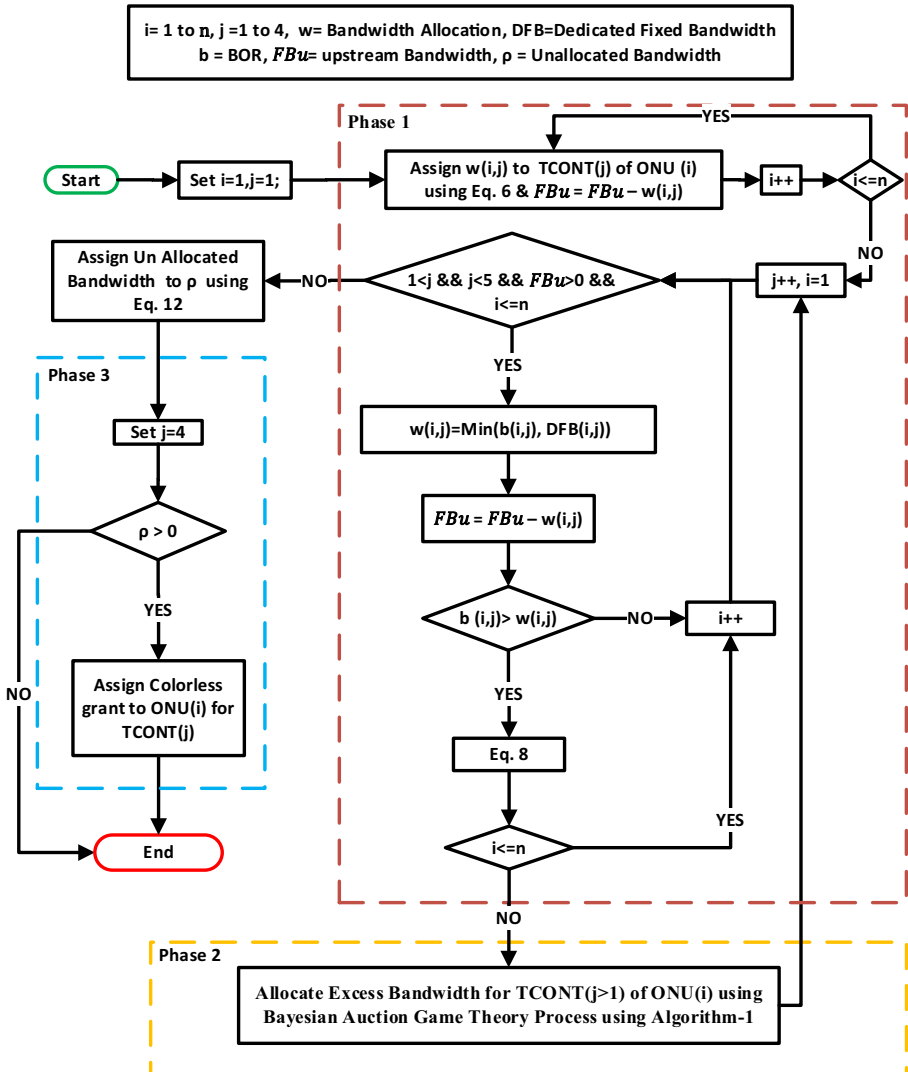 i= 1 to n, j =1 to 4, w= Bandwidth Allocation, DFB=Dedicated Fixed Bandwidth
b = BOR, FBu= upstream Bandwidth, ρ = Unallocated Bandwidth
Phase 1
YES
Start
Set i=1,j=1;
Assign w(i,j) to TCONT(j) of ONU (i)
using Eq. 6 & FBu = FBu – w(i,j)
i++
i<=n
NO
Assign Un Allocated
Bandwidth to ρ using
Eq. 12
NO
1<j && j<5 && FBu>0 &&
i<=n
j++, i=1
YES
Phase 3
w(i,j)=Min(b(i,j), DFB(i,j))
Set j=4
FBu = FBu – w(i,j)
ρ > 0
b (i,j)> w(i,j)
NO
i++
YES
YES
NO
Assign Colorless
grant to ONU(i) for
TCONT(j)
Eq. 8
YES
i<=n
End
NO
Phase 2
Allocate Excess Bandwidth for TCONT(j>1) of ONU(i) using
Bayesian Auction Game Theory Process using Algorithm-1